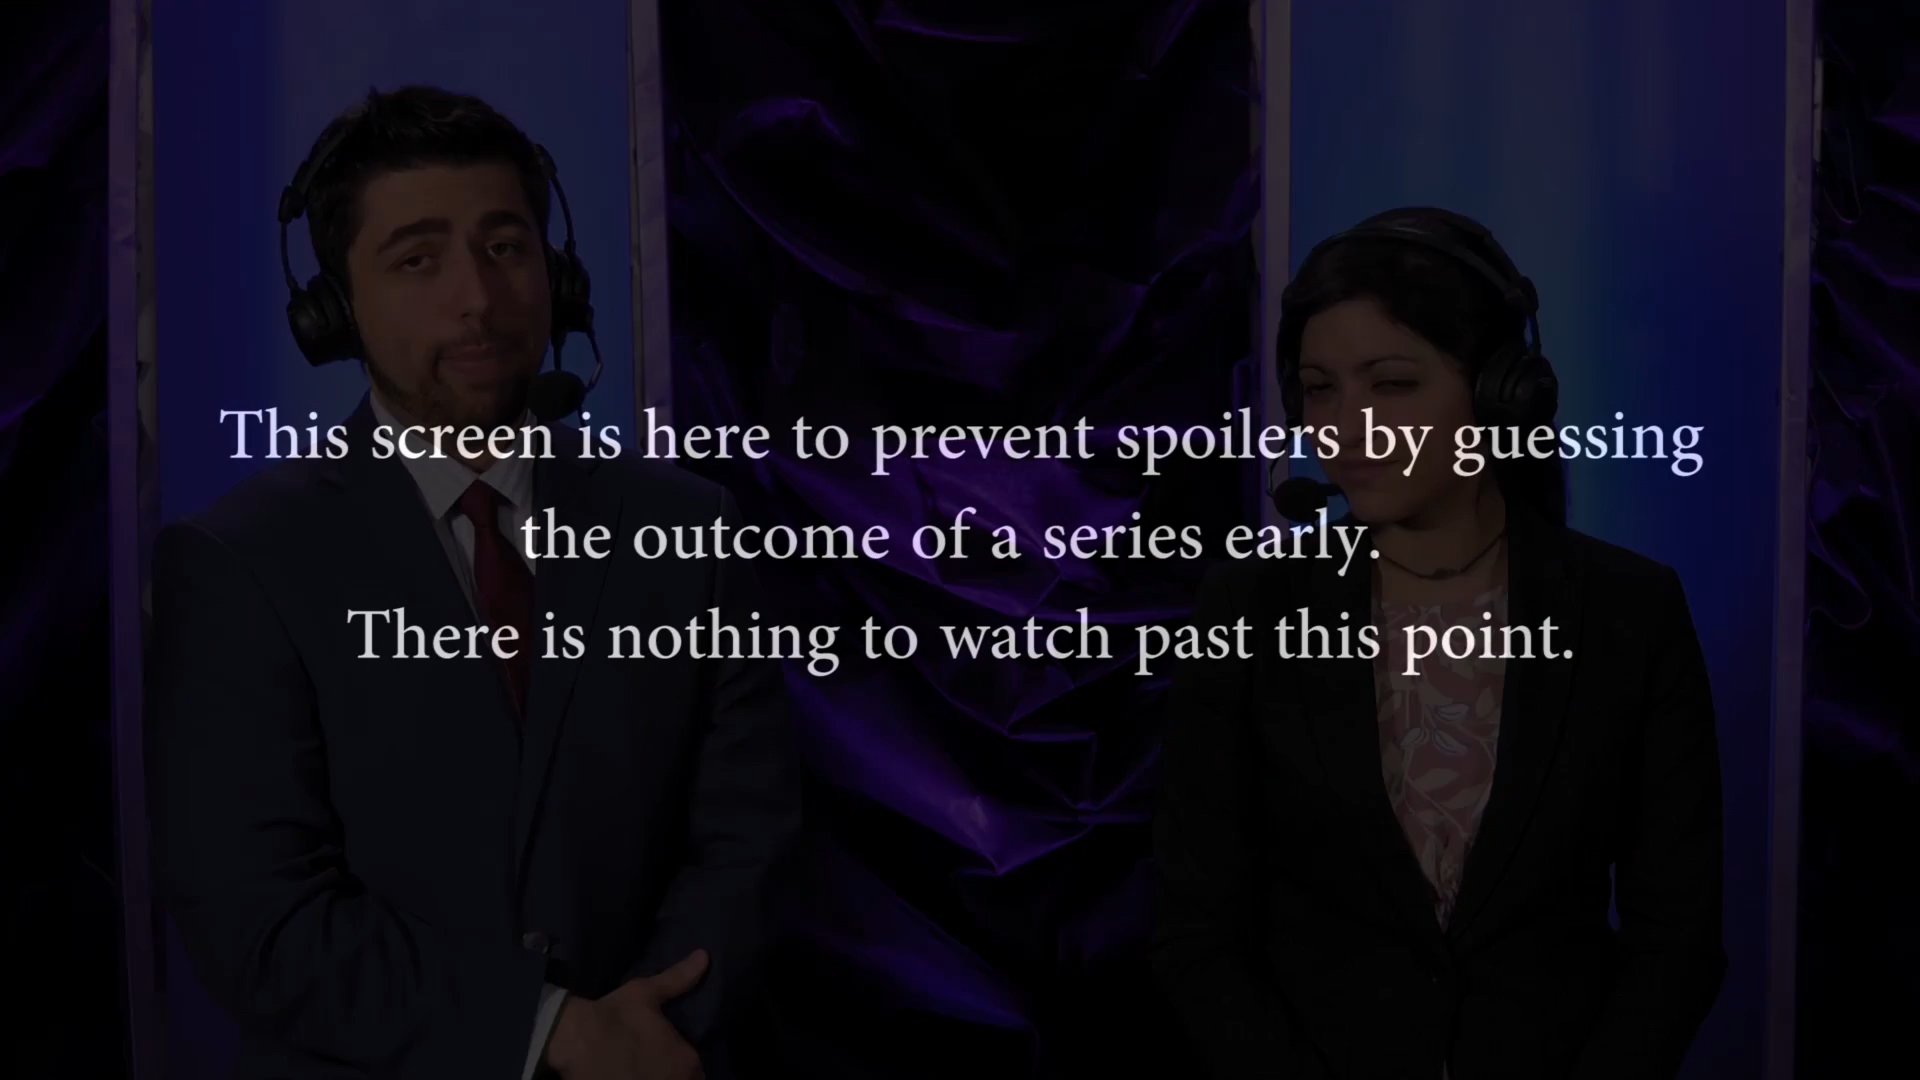 This screen is here to prevent spoilers by guessing
the outcome of a series early.
There is nothing to watch past this point.